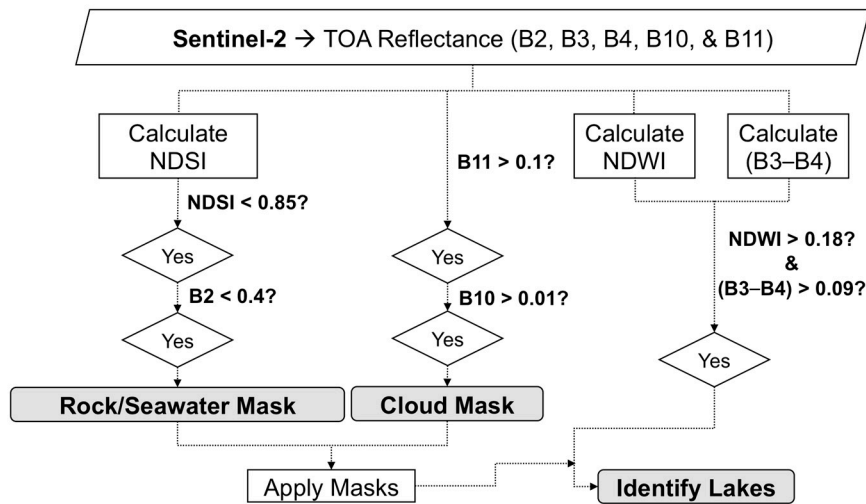 Sentinel-2 → TOA Reflectance (B2, B3, B4, B10, & B11)
Calculate
NDSI
Calculate
NDWI
Calculate
(B3–B4)
B11 > 0.1?
NDSI < 0.85?
NDWI > 0.18?
&
(B3–B4) > 0.09?
Yes
Yes
B2 < 0.4?
B10 > 0.01?
Yes
Yes
Yes
Rock/Seawater Mask
Cloud Mask
Apply Masks
Identify Lakes